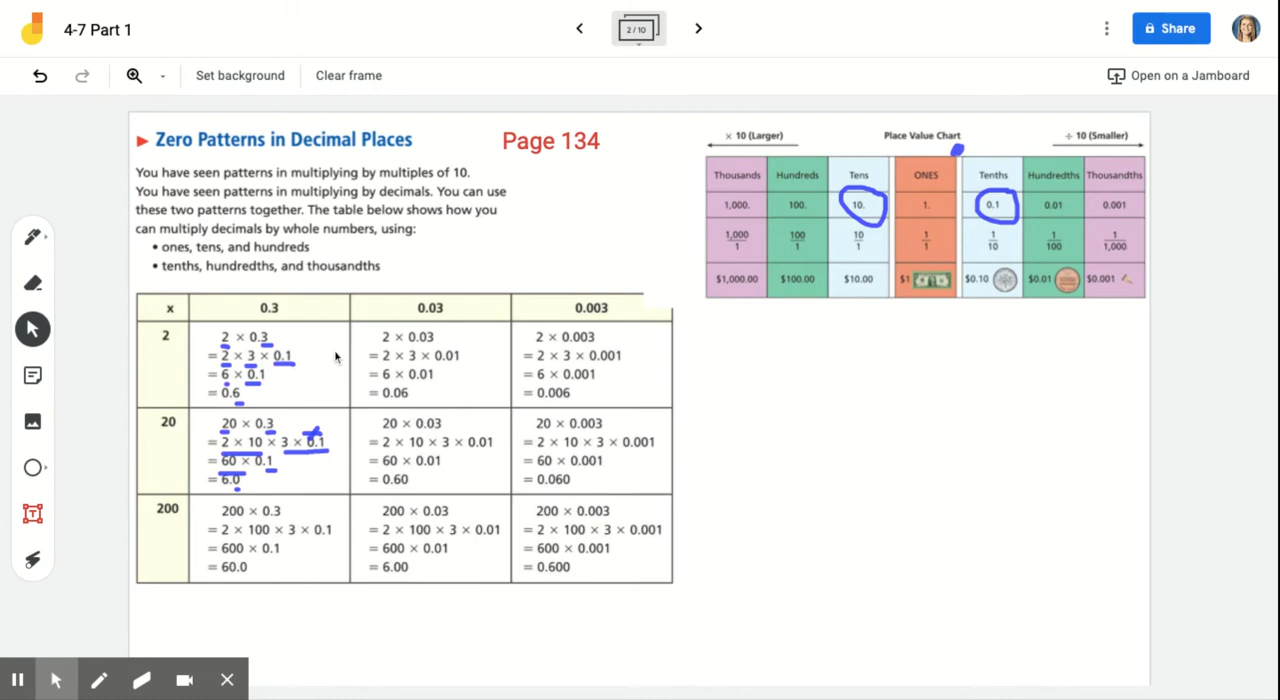 4-7 Part 1
2 / 10
Share
Set background
Clear frame
Open on a Jamboard
Zero Patterns in Decimal Places
Page 134
You have seen patterns in multiplying by multiples of 10.
You have seen patterns in multiplying by decimals. You can use
these two patterns together. The table below shows how you
can multiply decimals by whole numbers, using:
• ones, tens, and hundreds
• tenths, hundredths, and thousandths
× 10 (Larger) Place Value Chart ÷ 10 (Smaller)
Thousands Hundreds Tens ONES Tenths Hundredths Thousandths
1,000. 100. 10. 1. 0.1 0.01 0.001
1,000/1 100/1 10/1 1/1 1/10 1/100 1/1,000
$1,000.00 $100.00 $10.00 $1 $0.10 $0.01 $0.001
x 0.3 0.03 0.003
2 2 × 0.3 2 × 0.03 2 × 0.003
= 2 × 3 × 0.1 = 2 × 3 × 0.01 = 2 × 3 × 0.001
= 6 × 0.1 = 6 × 0.01 = 6 × 0.001
= 0.6 = 0.06 = 0.006
20 20 × 0.3 20 × 0.03 20 × 0.003
= 2 × 10 × 3 × 0.1 = 2 × 10 × 3 × 0.01 = 2 × 10 × 3 × 0.001
= 60 × 0.1 = 60 × 0.01 = 60 × 0.001
= 6.0 = 0.60 = 0.060
200 200 × 0.3 200 × 0.03 200 × 0.003
= 2 × 100 × 3 × 0.1 = 2 × 100 × 3 × 0.01 = 2 × 100 × 3 × 0.001
= 600 × 0.1 = 600 × 0.01 = 600 × 0.001
= 60.0 = 6.00 = 0.600